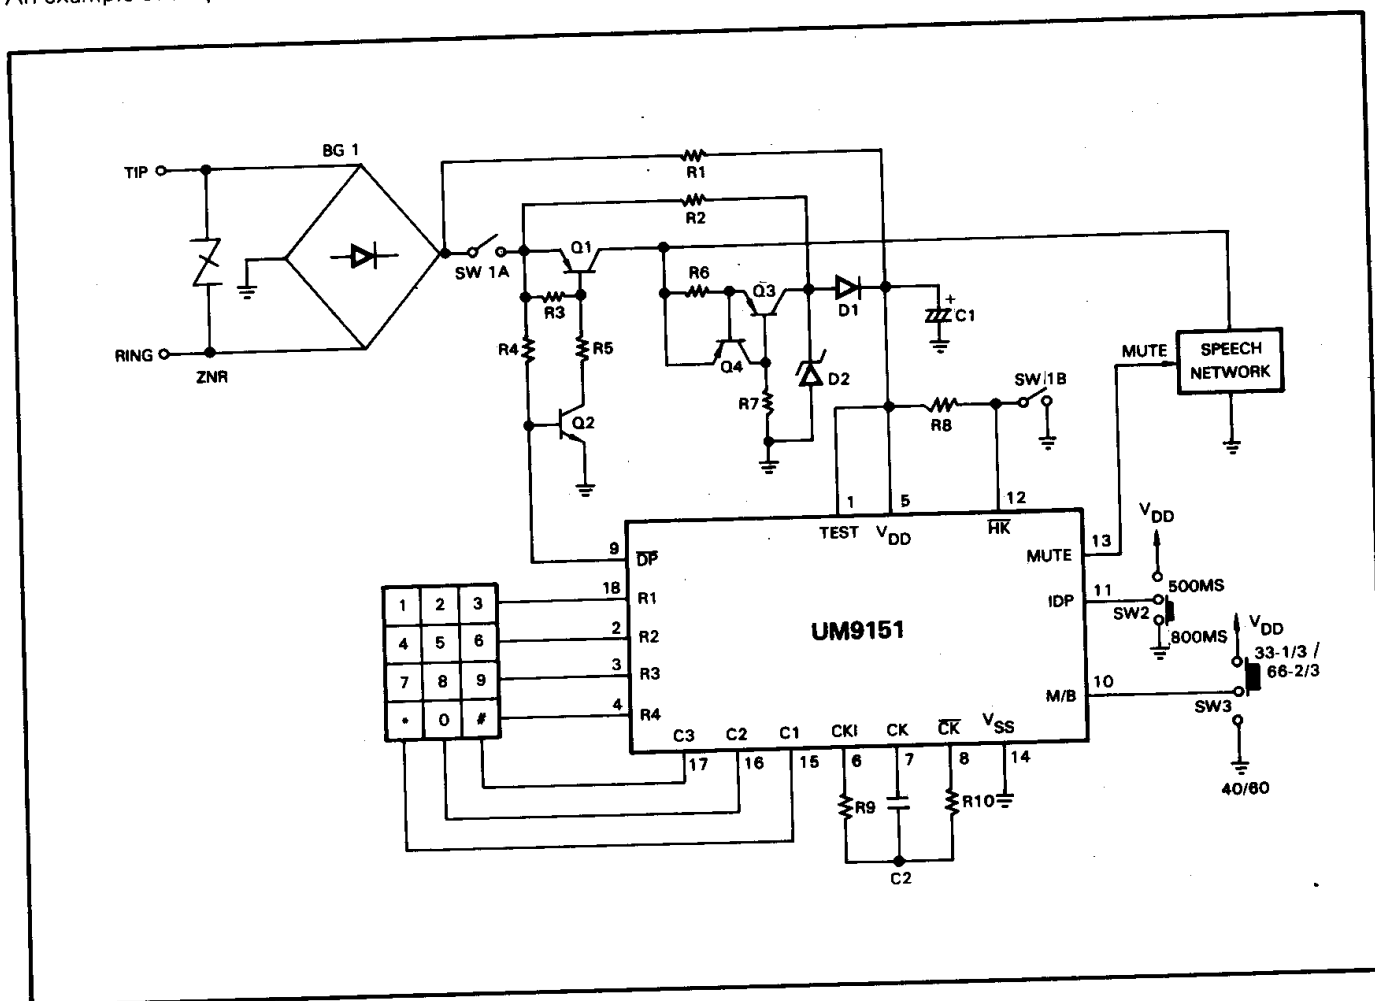 An example
BG 1
TIP
R1
R2
Q1
SW 1A
R6
Q3
R3
D1
+
C1
R4
R5
Q4
RING
ZNR
D2
MUTE
SPEECH
NETWORK
R7
SW 1B
Q2
R8
1
5
12
TEST
VDD
HK
13
MUTE
VDD
9
DP
500MS
18
R1
11
IDP
SW2
800MS
VDD
33-1/3 /
66-2/3
1 2 3
4 5 6
7 8 9
* 0 #
2
R2
UM9151
3
R3
10
M/B
4
R4
SW3
C3
C2
C1
CKI
CK
CK
VSS
17
16
15
6
7
8
14
R9
R10
40/60
C2